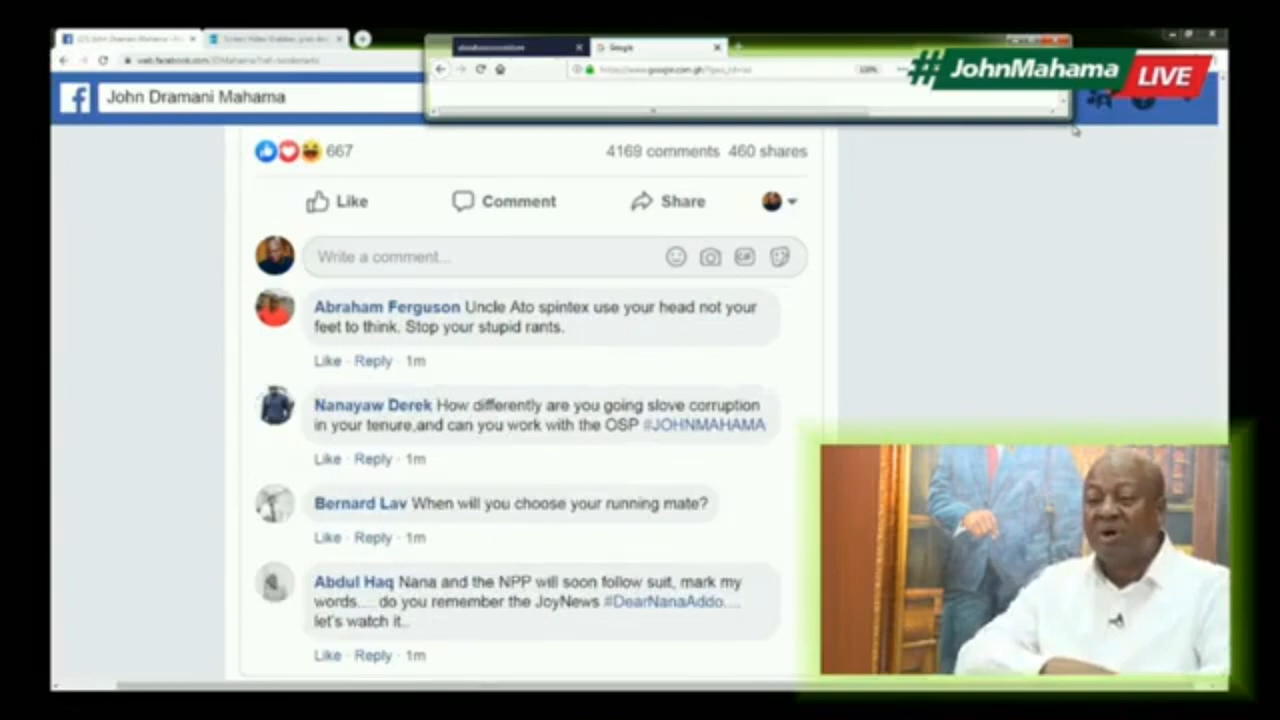 #JohnMahama LIVE
Google
John Dramani Mahama
667
4169 comments 460 shares
Like Comment Share
Write a comment...
GIF
Abraham Ferguson Uncle Ato spintex use your head not your
feet to think. Stop your stupid rants.
Like · Reply · 1m
Nanayaw Derek How differently are you going slove corruption
in your tenure,and can you work with the OSP #JOHNMAHAMA
Like · Reply · 1m
Bernard Lav When will you choose your running mate?
Like · Reply · 1m
Abdul Haq Nana and the NPP will soon follow suit, mark my
words.... do you remember the JoyNews #DearNanaAddo....
let's watch it..
Like · Reply · 1m